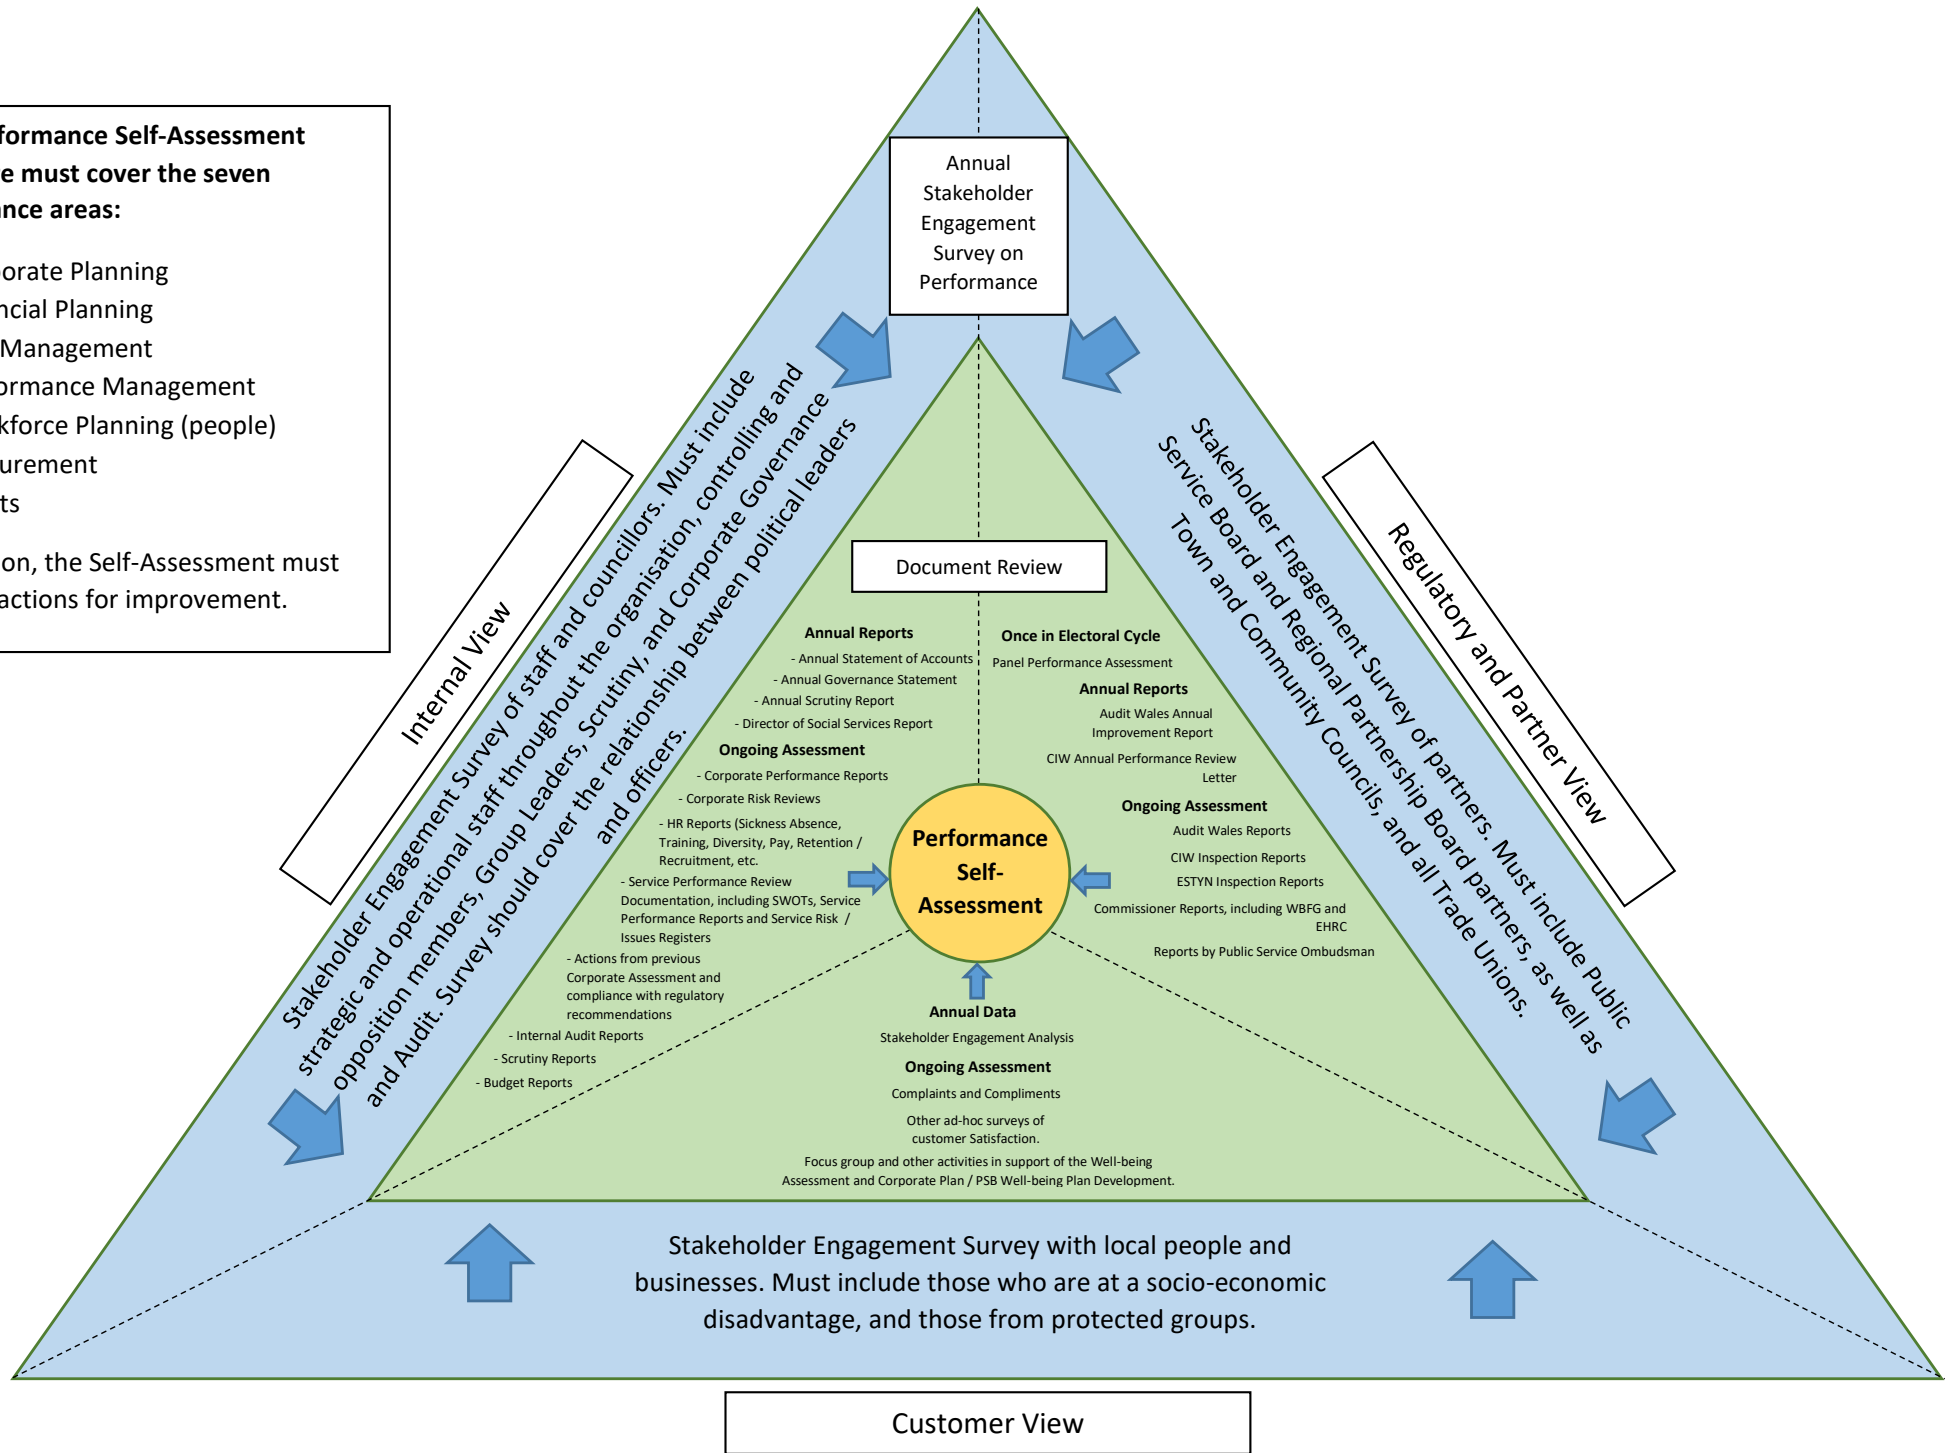 formance Self-Assessment
e must cover the seven
ance areas:
orate Planning
ncial Planning
Management
ormance Management
kforce Planning (people)
urement
ts
on, the Self-Assessment must
actions for improvement.
Annual
Stakeholder
Engagement
Survey on
Performance
Internal View
Stakeholder Engagement Survey of staff and councillors. Must include
strategic and operational staff throughout the organisation, controlling and
opposition members, Group Leaders, Scrutiny, and Corporate Governance
and Audit. Survey should cover the relationship between political leaders
and officers.
Regulatory and Partner View
Stakeholder Engagement Survey of partners. Must include Public
Service Board and Regional Partnership Board partners, as well as
Town and Community Councils, and all Trade Unions.
Document Review
Annual Reports
- Annual Statement of Accounts
- Annual Governance Statement
- Annual Scrutiny Report
- Director of Social Services Report
Ongoing Assessment
- Corporate Performance Reports
- Corporate Risk Reviews
- HR Reports (Sickness Absence,
Training, Diversity, Pay, Retention /
Recruitment, etc.
- Service Performance Review
Documentation, including SWOTs, Service
Performance Reports and Service Risk /
Issues Registers
- Actions from previous
Corporate Assessment and
compliance with regulatory
recommendations
- Internal Audit Reports
- Scrutiny Reports
- Budget Reports
Once in Electoral Cycle
Panel Performance Assessment
Annual Reports
Audit Wales Annual
Improvement Report
CIW Annual Performance Review
Letter
Ongoing Assessment
Audit Wales Reports
CIW Inspection Reports
ESTYN Inspection Reports
Commissioner Reports, including WBFG and
EHRC
Reports by Public Service Ombudsman
Performance
Self-
Assessment
Annual Data
Stakeholder Engagement Analysis
Ongoing Assessment
Complaints and Compliments
Other ad-hoc surveys of
customer Satisfaction.
Focus group and other activities in support of the Well-being
Assessment and Corporate Plan / PSB Well-being Plan Development.
Stakeholder Engagement Survey with local people and
businesses. Must include those who are at a socio-economic
disadvantage, and those from protected groups.
Customer View